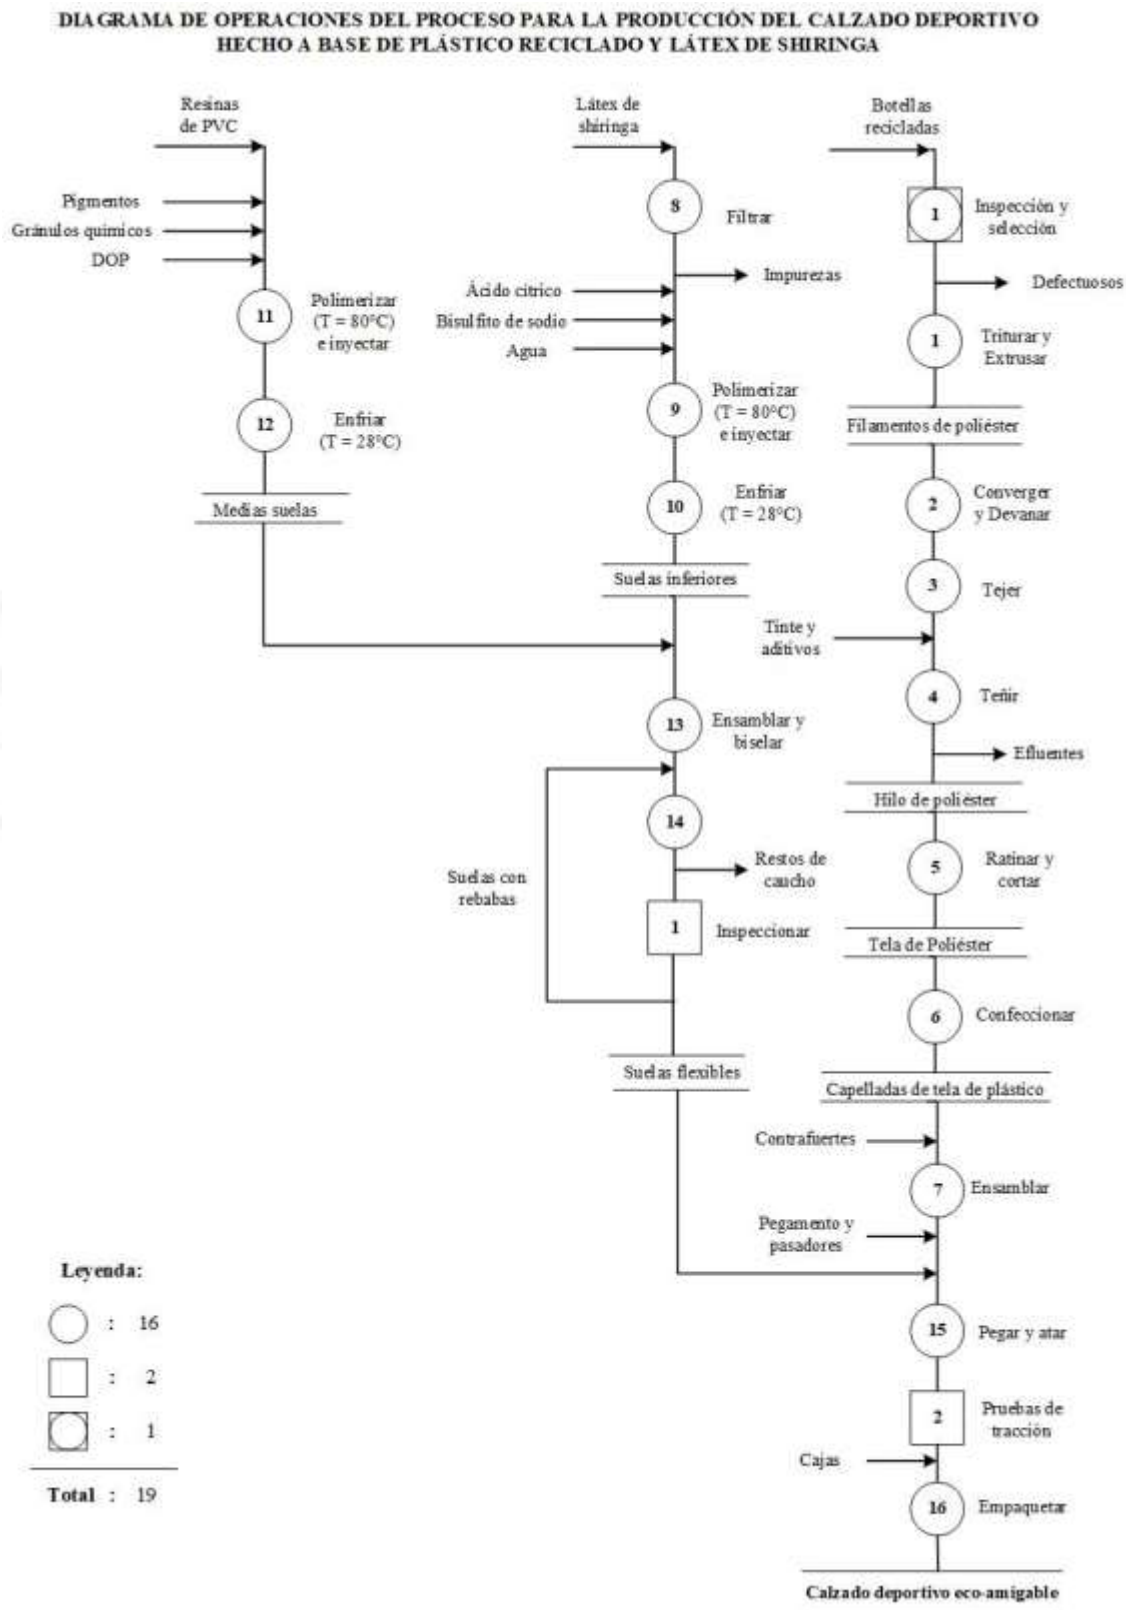 DIAGRAMA DE OPERACIONES DEL PROCESO PARA LA PRODUCCIÓN DEL CALZADO DEPORTIVO
HECHO A BASE DE PLÁSTICO RECICLADO Y LÁTEX DE SHIRINGA
Resinas
de PVC
Pigmentos
Gránulos químicos
DOP
11
Polimerizar
(T = 80°C)
e inyectar
12
Enfriar
(T = 28°C)
Medias suelas
Látex de
shiringa
8
Filtrar
Impurezas
Ácido cítrico
Bisulfito de sodio
Agua
9
Polimerizar
(T = 80°C)
e inyectar
10
Enfriar
(T = 28°C)
Suelas inferiores
13
Ensamblar y
biselar
14
Restos de
caucho
Suelas con
rebabas
1
Inspeccionar
Suelas flexibles
Botellas
recicladas
1
Inspección y
selección
Defectuosos
1
Triturar y
Extrusar
Filamentos de poliéster
2
Converger
y Devanar
3
Tejer
Tinte y
aditivos
4
Teñir
Efluentes
Hilo de poliéster
5
Ratinar y
cortar
Tela de Poliéster
6
Confeccionar
Capelladas de tela de plástico
Contrafuertes
7
Ensamblar
Pegamento y
pasadores
15
Pegar y atar
2
Pruebas de
tracción
Cajas
16
Empaquetar
Calzado deportivo eco-amigable
Leyenda:
: 16
: 2
: 1
Total : 19